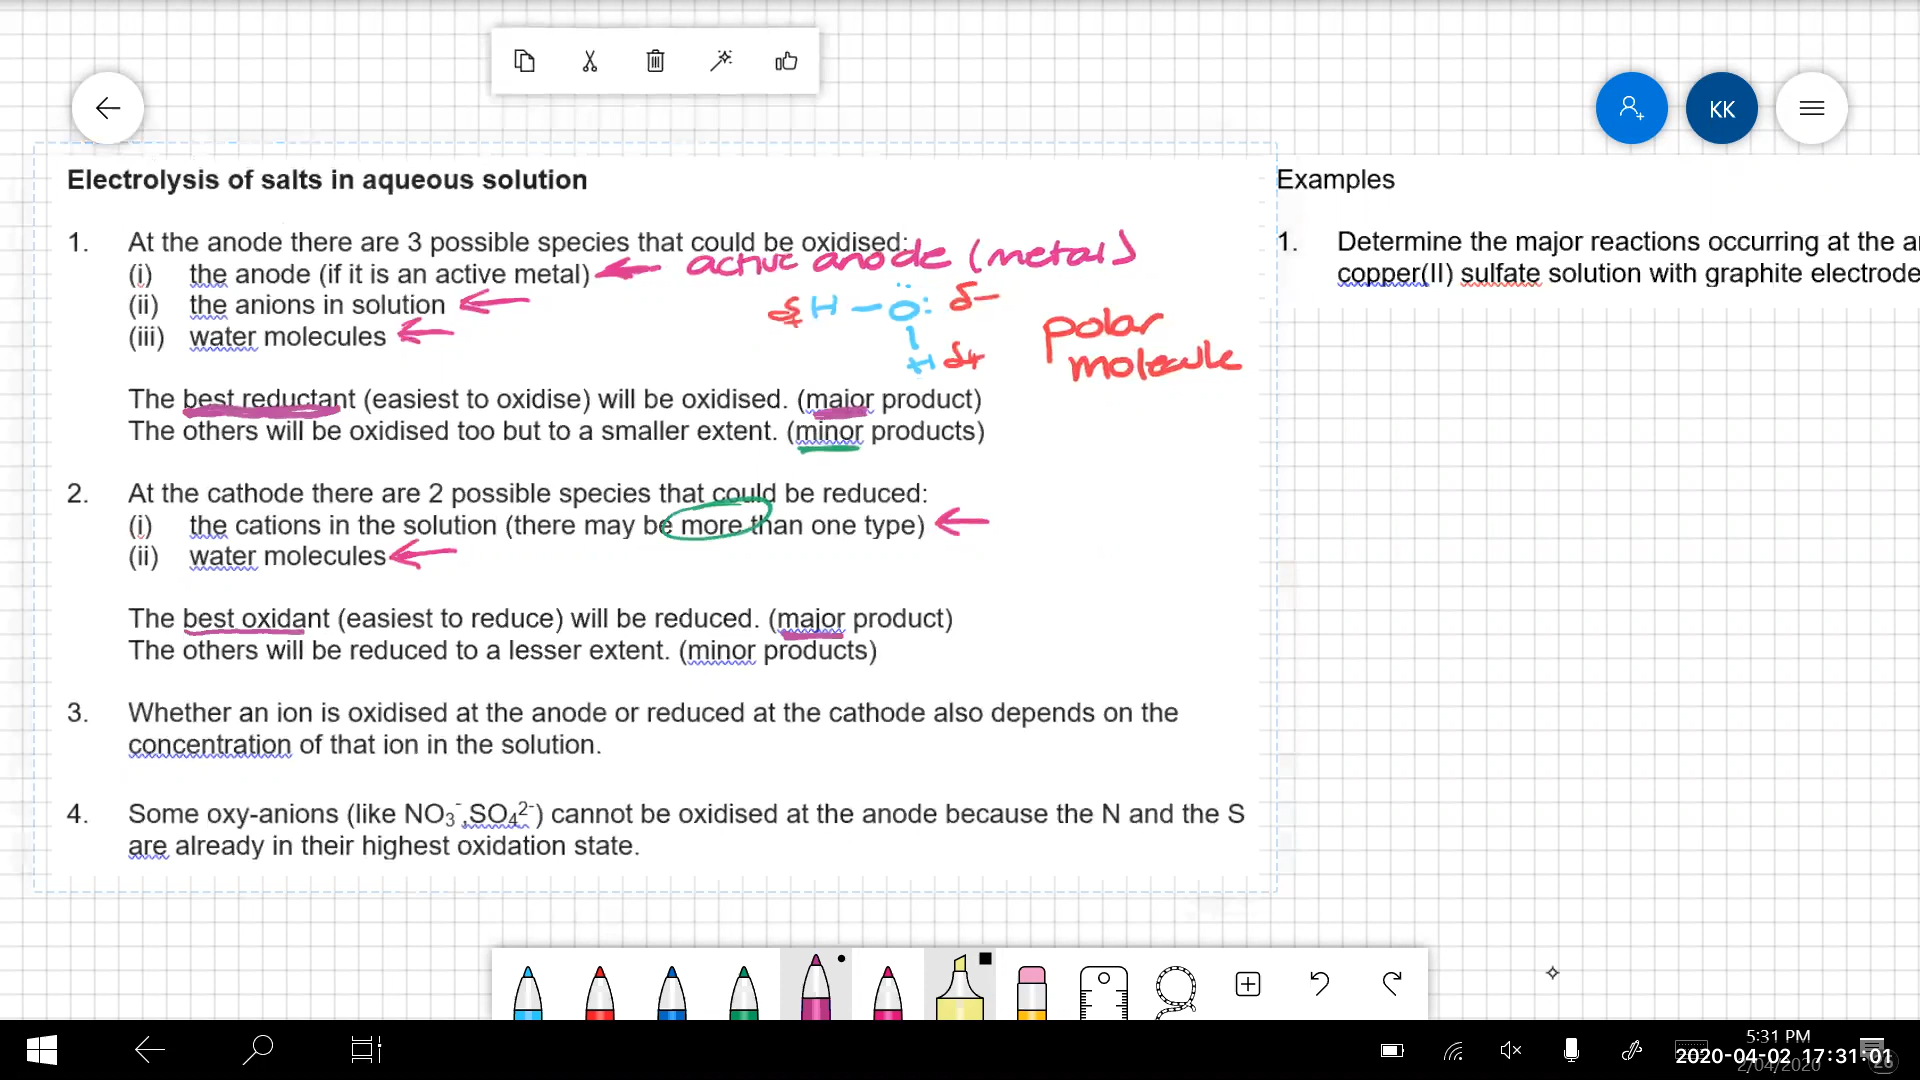 KK
Electrolysis of salts in aqueous solution
1. At the anode there are 3 possible species that could be oxidised:
(i) the anode (if it is an active metal)
active anode (metal)
(ii) the anions in solution
(iii) water molecules
δ+ H – O: δ-
H δ+
polar
molecule
The best reductant (easiest to oxidise) will be oxidised. (major product)
The others will be oxidised too but to a smaller extent. (minor products)
2. At the cathode there are 2 possible species that could be reduced:
(i) the cations in the solution (there may be more than one type)
(ii) water molecules
The best oxidant (easiest to reduce) will be reduced. (major product)
The others will be reduced to a lesser extent. (minor products)
3. Whether an ion is oxidised at the anode or reduced at the cathode also depends on the
concentration of that ion in the solution.
4. Some oxy-anions (like NO₃⁻,SO₄²⁻) cannot be oxidised at the anode because the N and the S
are already in their highest oxidation state.
Examples
1. Determine the major reactions occurring at the
copper(II) sulfate solution with graphite electrode
5:31 PM
2020-04-02 17:31:01
2/04/2020
26